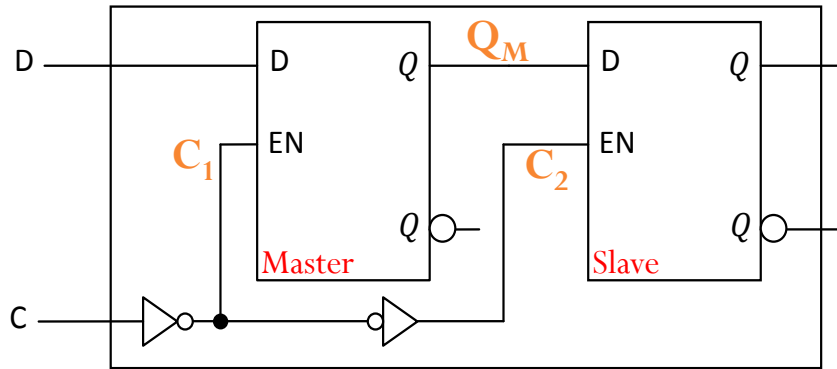 D D Q Q_M D Q
EN EN
C_1 C_2
Q Q
Master Slave
C